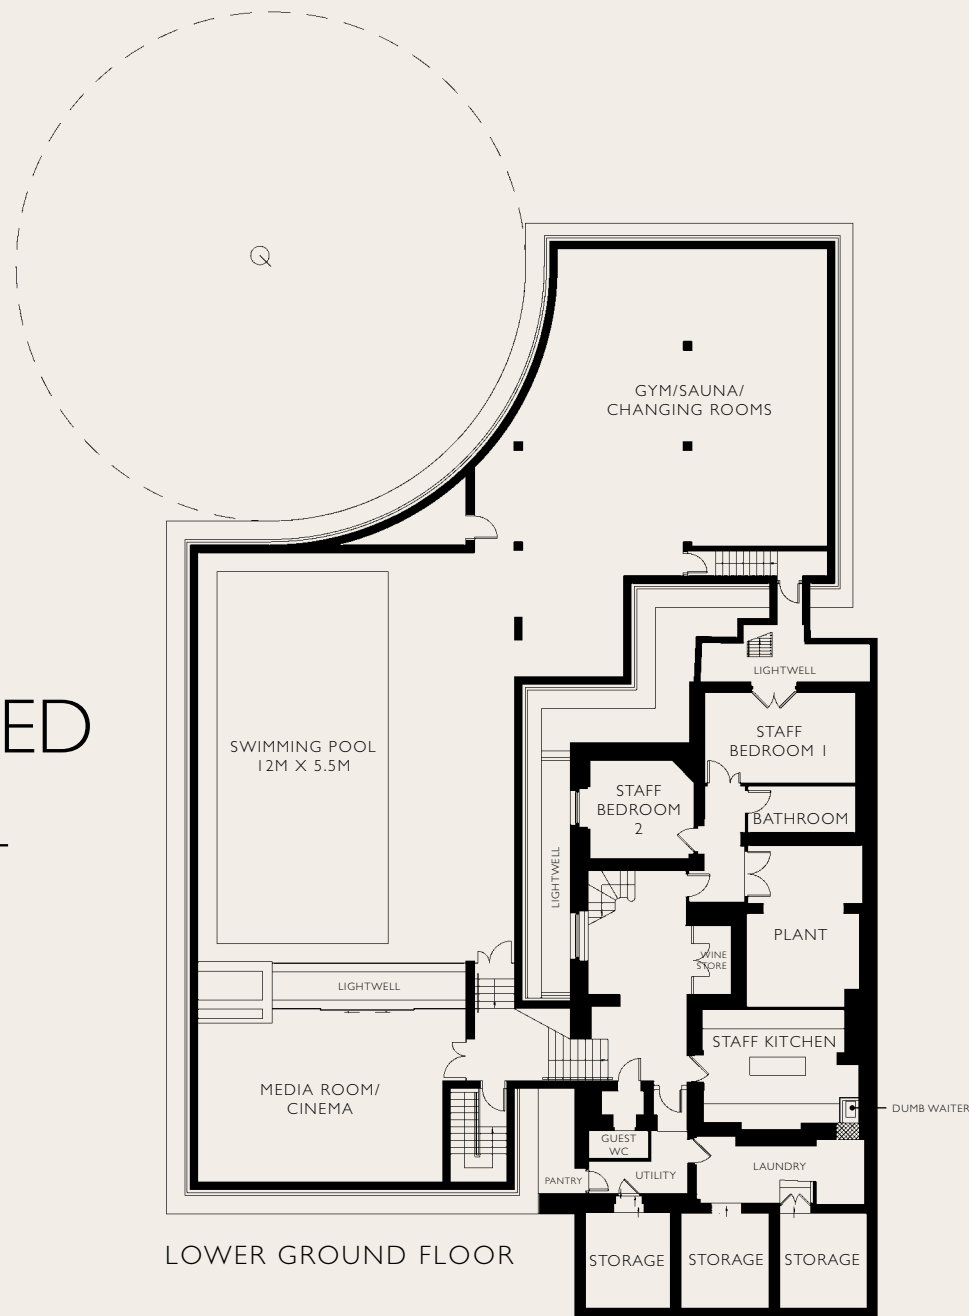 GYM/SAUNA/
CHANGING ROOMS
LIGHTWELL
ED
STAFF
BEDROOM 1
SWIMMING POOL
12M X 5.5M
STAFF
BEDROOM
2
BATHROOM
LIGHTWELL
PLANT
WINE
STORE
LIGHTWELL
STAFF KITCHEN
MEDIA ROOM/
CINEMA
DUMB WAITER
GUEST
WC
LAUNDRY
UTILITY
PANTRY
LOWER GROUND FLOOR
STORAGE
STORAGE
STORAGE